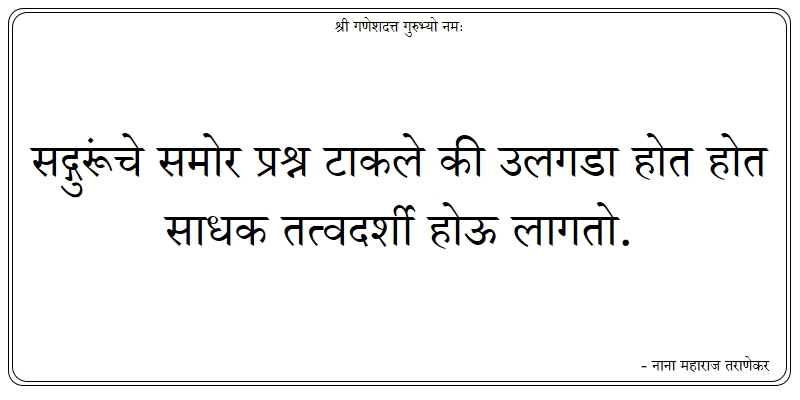 श्री गणेशदत्त गुरुभ्यो नमः
सद्गुरूंचे समोर प्रश्न टाकले की उलगडा होत होत
साधक तत्वदर्शी होऊ लागतो.
- नाना महाराज तराणेकर